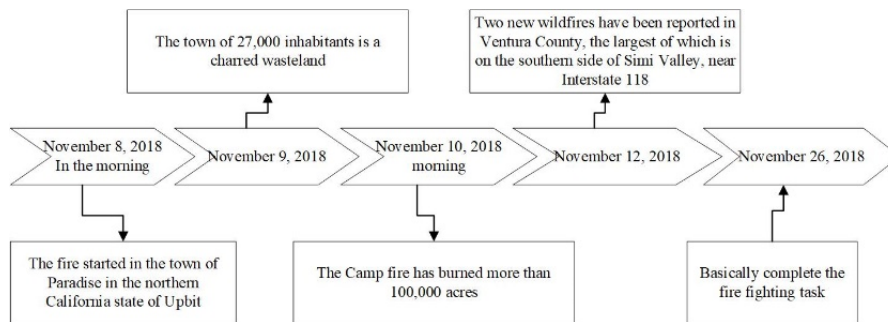 The town of 27,000 inhabitants is a
charred wasteland
Two new wildfires have been reported in
Ventura County, the largest of which is
on the southern side of Simi Valley, near
Interstate 118
November 8, 2018
In the morning
November 9, 2018
November 10, 2018
morning
November 12, 2018
November 26, 2018
The fire started in the town of
Paradise in the northern
California state of Upbit
The Camp fire has burned more than
100,000 acres
Basically complete the
fire fighting task